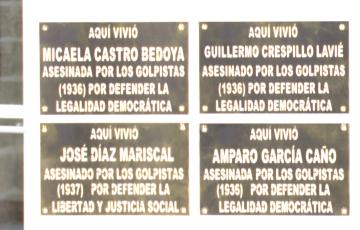 AQUÍ VIVIÓ
MICAELA CASTRO BEDOYA
ASESINADA POR LOS GOLPISTAS
(1936) POR DEFENDER LA
LEGALIDAD DEMOCRÁTICA
AQUÍ VIVIÓ
GUILLERMO CRESPILLO LAVIÉ
ASESINADO POR LOS GOLPISTAS
(1936) POR DEFENDER LA
LEGALIDAD DEMOCRÁTICA
AQUÍ VIVIÓ
JOSÉ DÍAZ MARISCAL
ASESINADO POR LOS GOLPISTAS
(1937) POR DEFENDER LA
LIBERTAD Y JUSTICIA SOCIAL
AQUÍ VIVIÓ
AMPARO GARCÍA CAÑO
ASESINADA POR LOS GOLPISTAS
(1936) POR DEFENDER LA
LEGALIDAD DEMOCRÁTICA